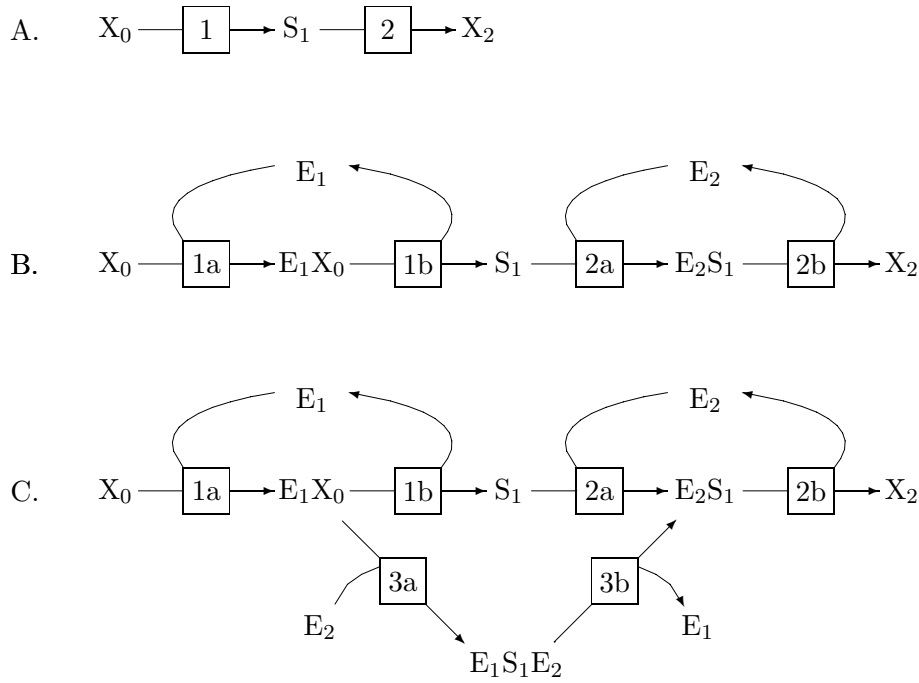 A. X₀ 1 S₁ 2 X₂
E₁ E₂
B. X₀ 1a E₁X₀ 1b S₁ 2a E₂S₁ 2b X₂
E₁ E₂
C. X₀ 1a E₁X₀ 1b S₁ 2a E₂S₁ 2b X₂
3a 3b
E₂ E₁
E₁S₁E₂